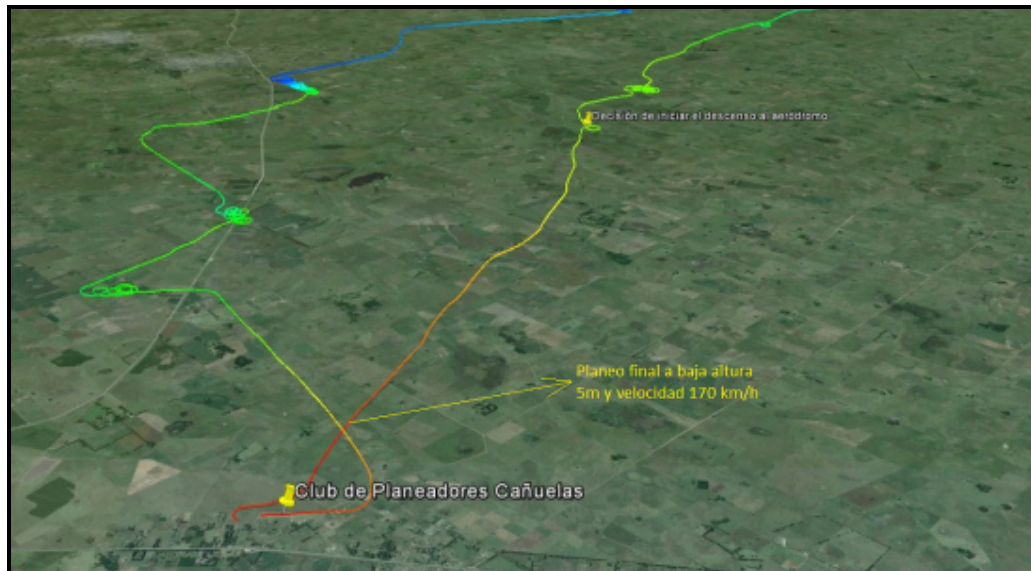 Decisión de iniciar el descenso al aeródromo
Planeo final a baja altura
5m y velocidad 170 km/h
Club de Planeadores Cañuelas